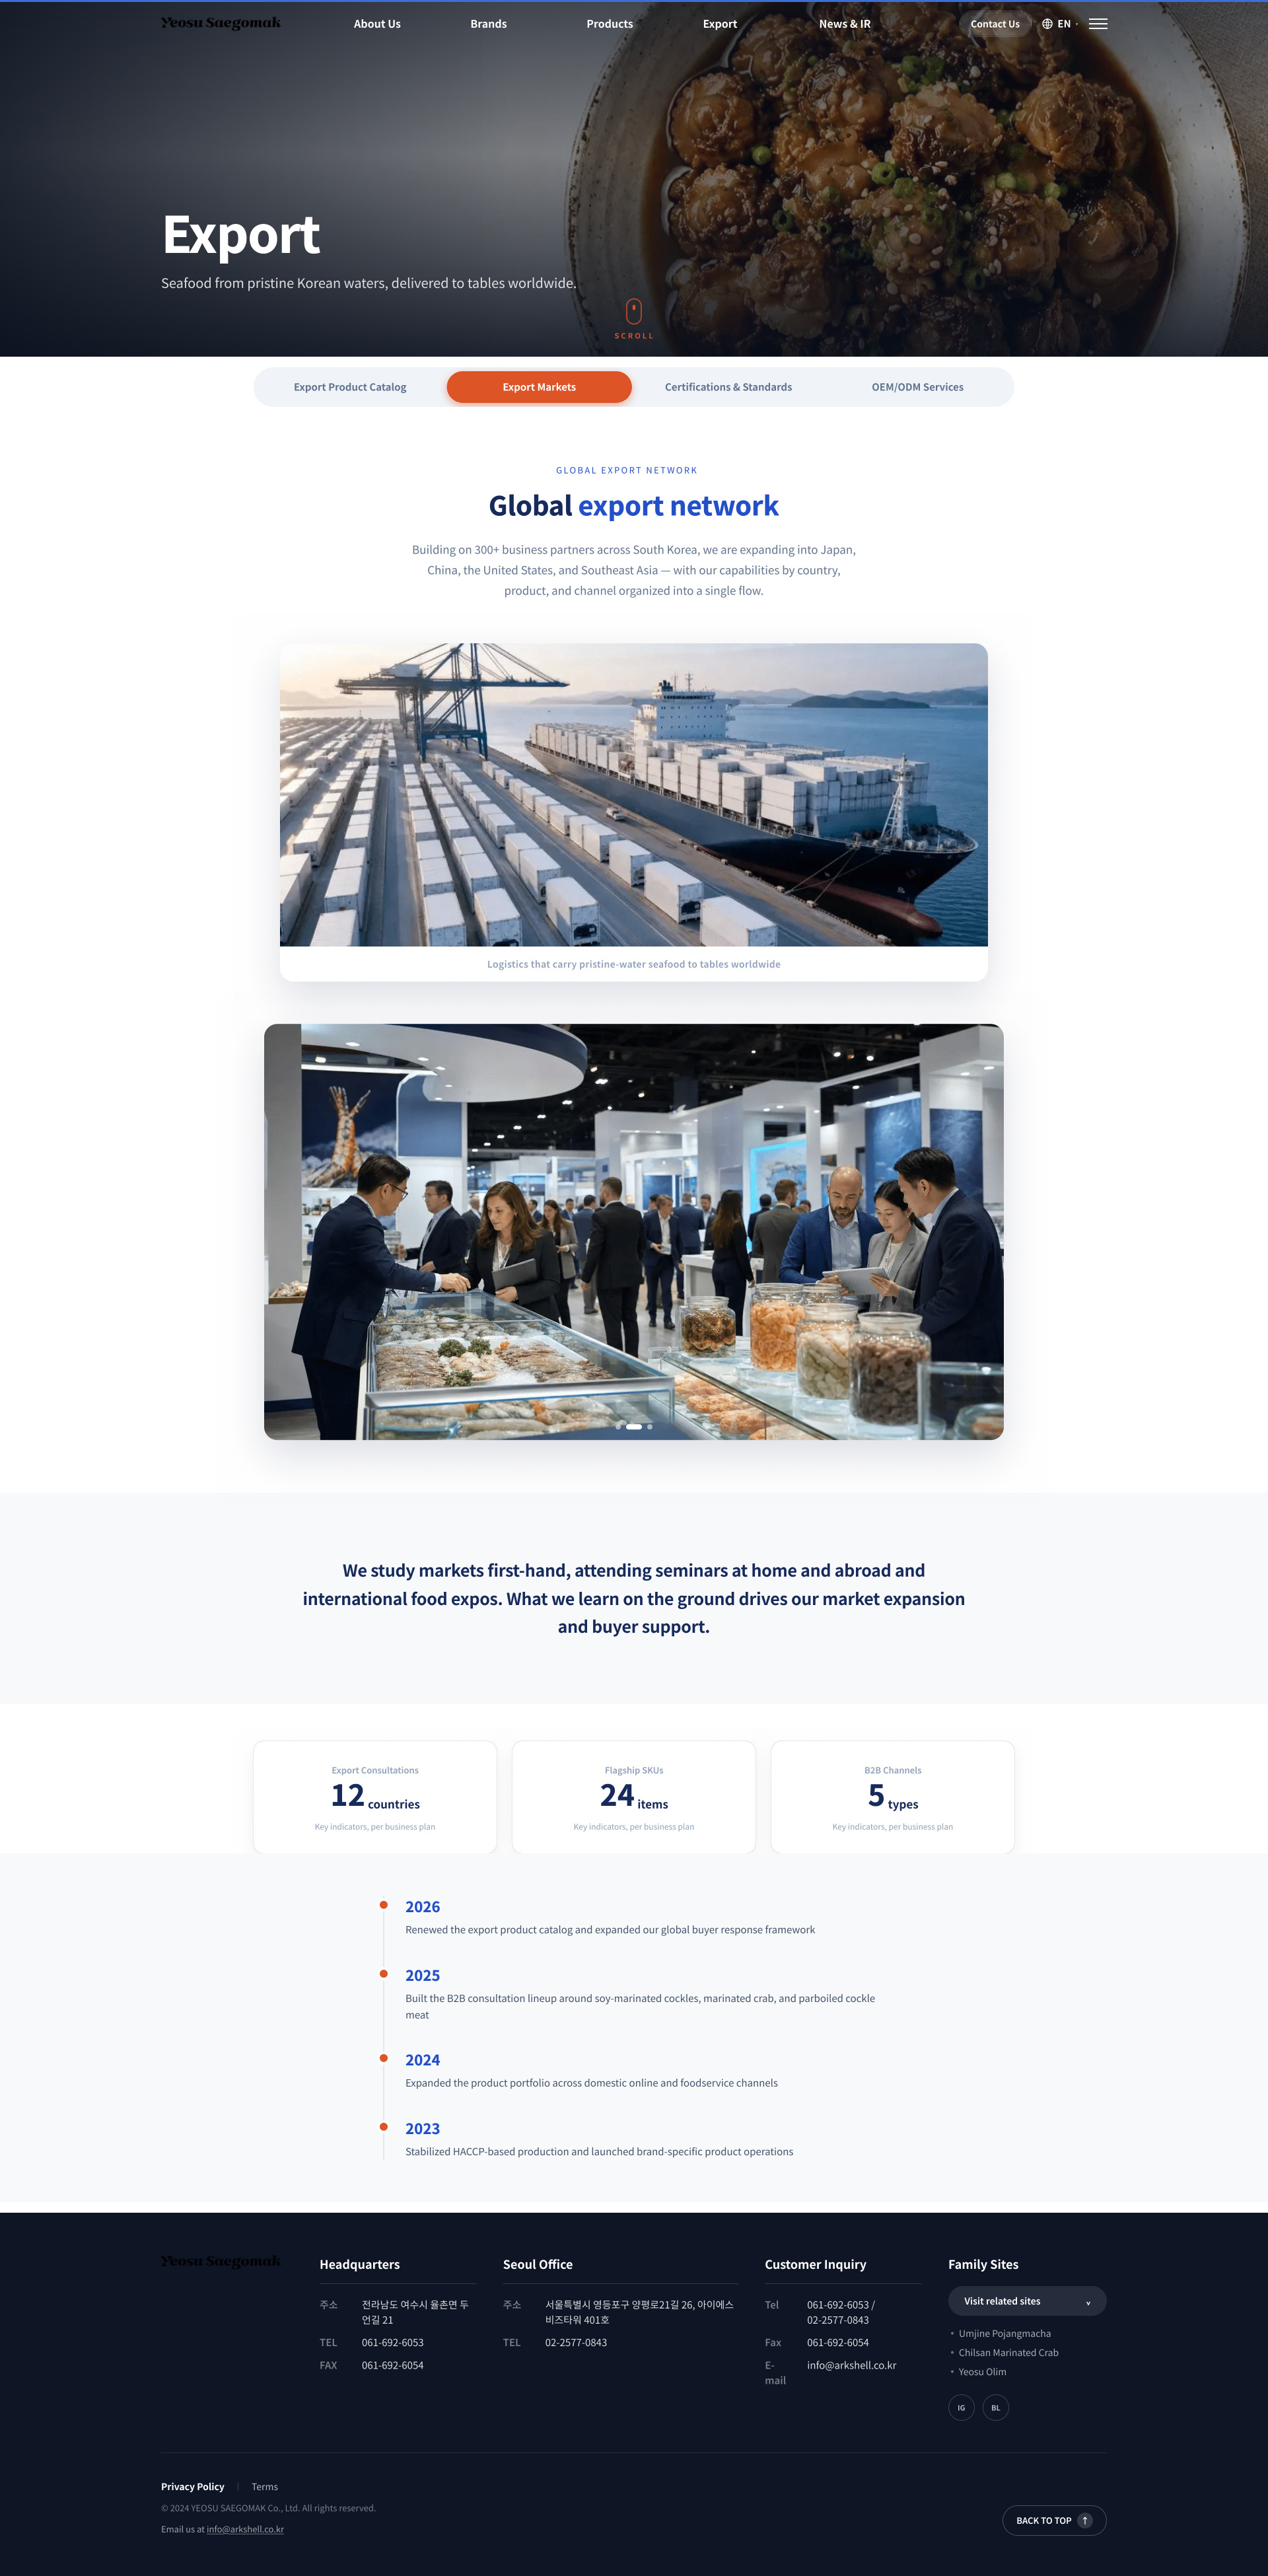 Yeosu Saegomak
About Us
Brands
Products
Export
News & IR
Contact Us
EN
Export
Seafood from pristine Korean waters, delivered to tables worldwide.
SCROLL
Export Product Catalog
Export Markets
Certifications & Standards
OEM/ODM Services
GLOBAL EXPORT NETWORK
Global export network
Building on 300+ business partners across South Korea, we are expanding into Japan,
China, the United States, and Southeast Asia — with our capabilities by country,
product, and channel organized into a single flow.
Logistics that carry pristine-water seafood to tables worldwide
We study markets first-hand, attending seminars at home and abroad and
international food expos. What we learn on the ground drives our market expansion
and buyer support.
Export Consultations
12 countries
Key indicators, per business plan
Flagship SKUs
24 items
Key indicators, per business plan
B2B Channels
5 types
Key indicators, per business plan
2026
Renewed the export product catalog and expanded our global buyer response framework
2025
Built the B2B consultation lineup around soy-marinated cockles, marinated crab, and parboiled cockle
meat
2024
Expanded the product portfolio across domestic online and foodservice channels
2023
Stabilized HACCP-based production and launched brand-specific product operations
Yeosu Saegomak
Headquarters
주소 전라남도 여수시 율촌면 두
언길 21
TEL 061-692-6053
FAX 061-692-6054
Seoul Office
주소 서울특별시 영등포구 양평로21길 26, 아이에스
비즈타워 401호
TEL 02-2577-0843
Customer Inquiry
Tel 061-692-6053 /
02-2577-0843
Fax 061-692-6054
E-
mail info@arkshell.co.kr
Family Sites
Visit related sites
Umjine Pojangmacha
Chilsan Marinated Crab
Yeosu Olim
IG
BL
Privacy Policy
Terms
© 2024 YEOSU SAEGOMAK Co., Ltd. All rights reserved.
Email us at info@arkshell.co.kr
BACK TO TOP ↑